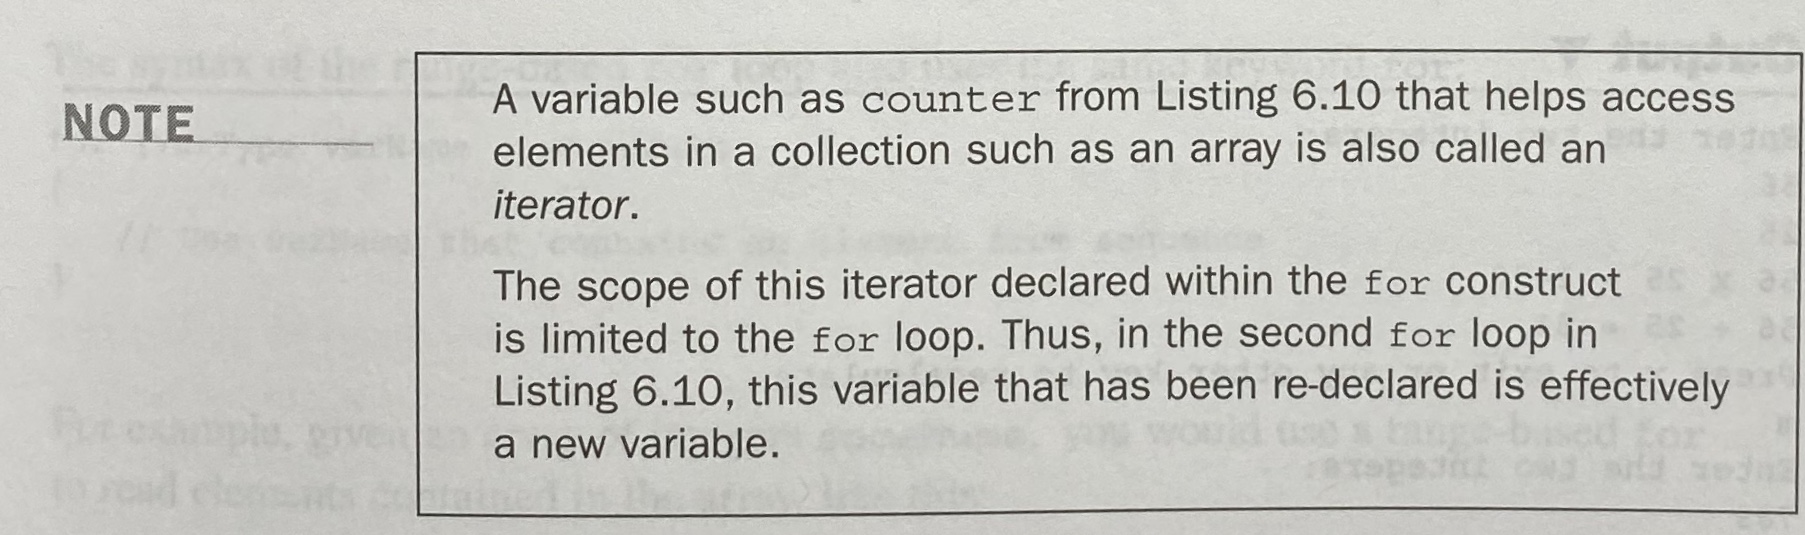 NOTE
A variable such as counter from Listing 6.10 that helps access
elements in a collection such as an array is also called an
iterator.
The scope of this iterator declared within the for construct
is limited to the for loop. Thus, in the second for loop in
Listing 6.10, this variable that has been re-declared is effectively
a new variable.